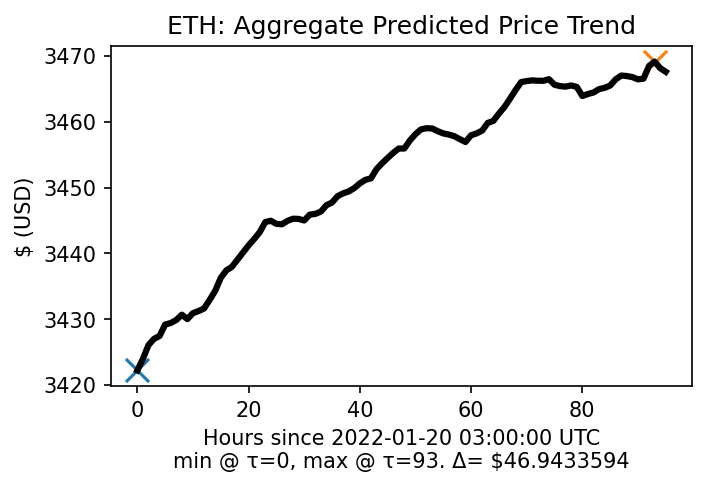 ETH: Aggregate Predicted Price Trend
$ (USD)
3470
3460
3450
3440
3430
3420
0 20 40 60 80
Hours since 2022-01-20 03:00:00 UTC
min @ τ=0, max @ τ=93. Δ= $46.9433594